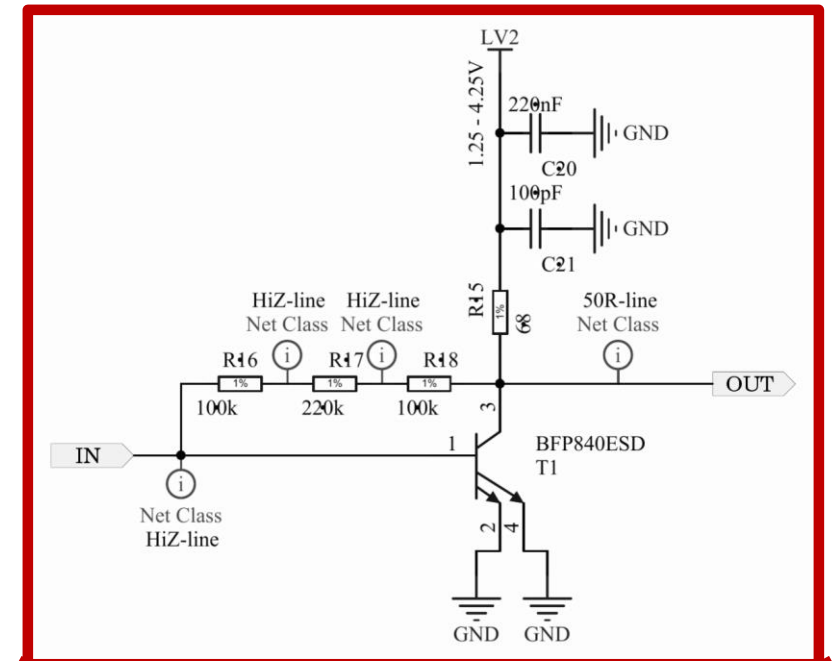 LV2
1.25 - 4.25V
220nF
GND
C20
100pF
GND
C21
R15
1%
68
HiZ-line HiZ-line
Net Class Net Class
50R-line
Net Class
i
i
i
R16
R17
R18
1%
1%
1%
100k
220k
100k
OUT
3
IN
1
BFP840ESD
T1
i
Net Class
HiZ-line
2
4
GND
GND